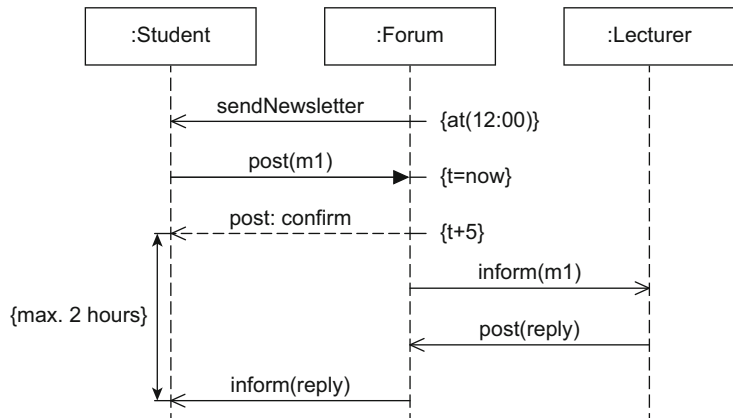 :Student
:Forum
:Lecturer
sendNewsletter
{at(12:00)}
post(m1)
{t=now}
post: confirm
{t+5}
inform(m1)
{max. 2 hours}
post(reply)
inform(reply)